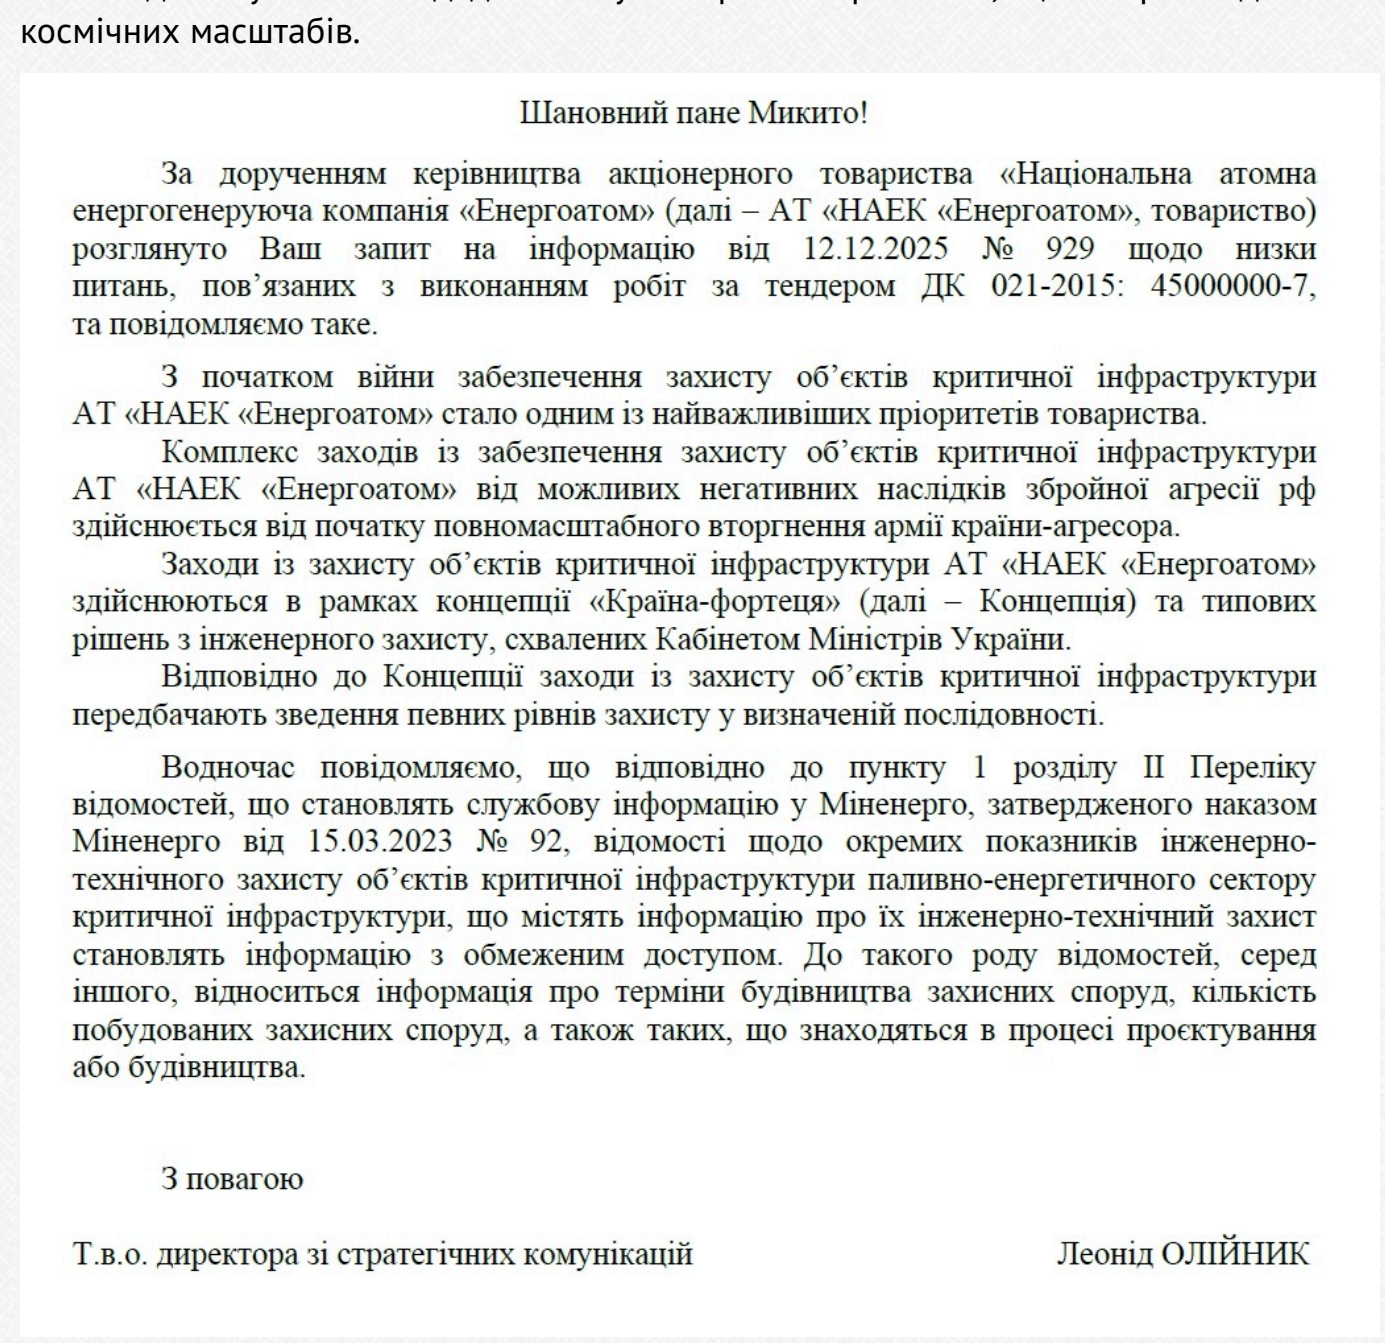 космічних масштабів.
Шановний пане Микито!
За дорученням керівництва акціонерного товариства «Національна атомна
енергогенеруюча компанія «Енергоатом» (далі – АТ «НАЕК «Енергоатом», товариство)
розглянуто Ваш запит на інформацію від 12.12.2025 № 929 щодо низки
питань, пов’язаних з виконанням робіт за тендером ДК 021-2015: 45000000-7,
та повідомляємо таке.
З початком війни забезпечення захисту об’єктів критичної інфраструктури
АТ «НАЕК «Енергоатом» стало одним із найважливіших пріоритетів товариства.
Комплекс заходів із забезпечення захисту об’єктів критичної інфраструктури
АТ «НАЕК «Енергоатом» від можливих негативних наслідків збройної агресії рф
здійснюється від початку повномасштабного вторгнення армії країни-агресора.
Заходи із захисту об’єктів критичної інфраструктури АТ «НАЕК «Енергоатом»
здійснюються в рамках концепції «Країна-фортеця» (далі – Концепція) та типових
рішень з інженерного захисту, схвалених Кабінетом Міністрів України.
Відповідно до Концепції заходи із захисту об’єктів критичної інфраструктури
передбачають зведення певних рівнів захисту у визначеній послідовності.
Водночас повідомляємо, що відповідно до пункту 1 розділу II Переліку
відомостей, що становлять службову інформацію у Міненерго, затвердженого наказом
Міненерго від 15.03.2023 № 92, відомості щодо окремих показників інженерно-
технічного захисту об’єктів критичної інфраструктури паливно-енергетичного сектору
критичної інфраструктури, що містять інформацію про їх інженерно-технічний захист
становлять інформацію з обмеженим доступом. До такого роду відомостей, серед
іншого, відноситься інформація про терміни будівництва захисних споруд, кількість
побудованих захисних споруд, а також таких, що знаходяться в процесі проєктування
або будівництва.
З повагою
Т.в.о. директора зі стратегічних комунікацій Леонід ОЛІЙНИК